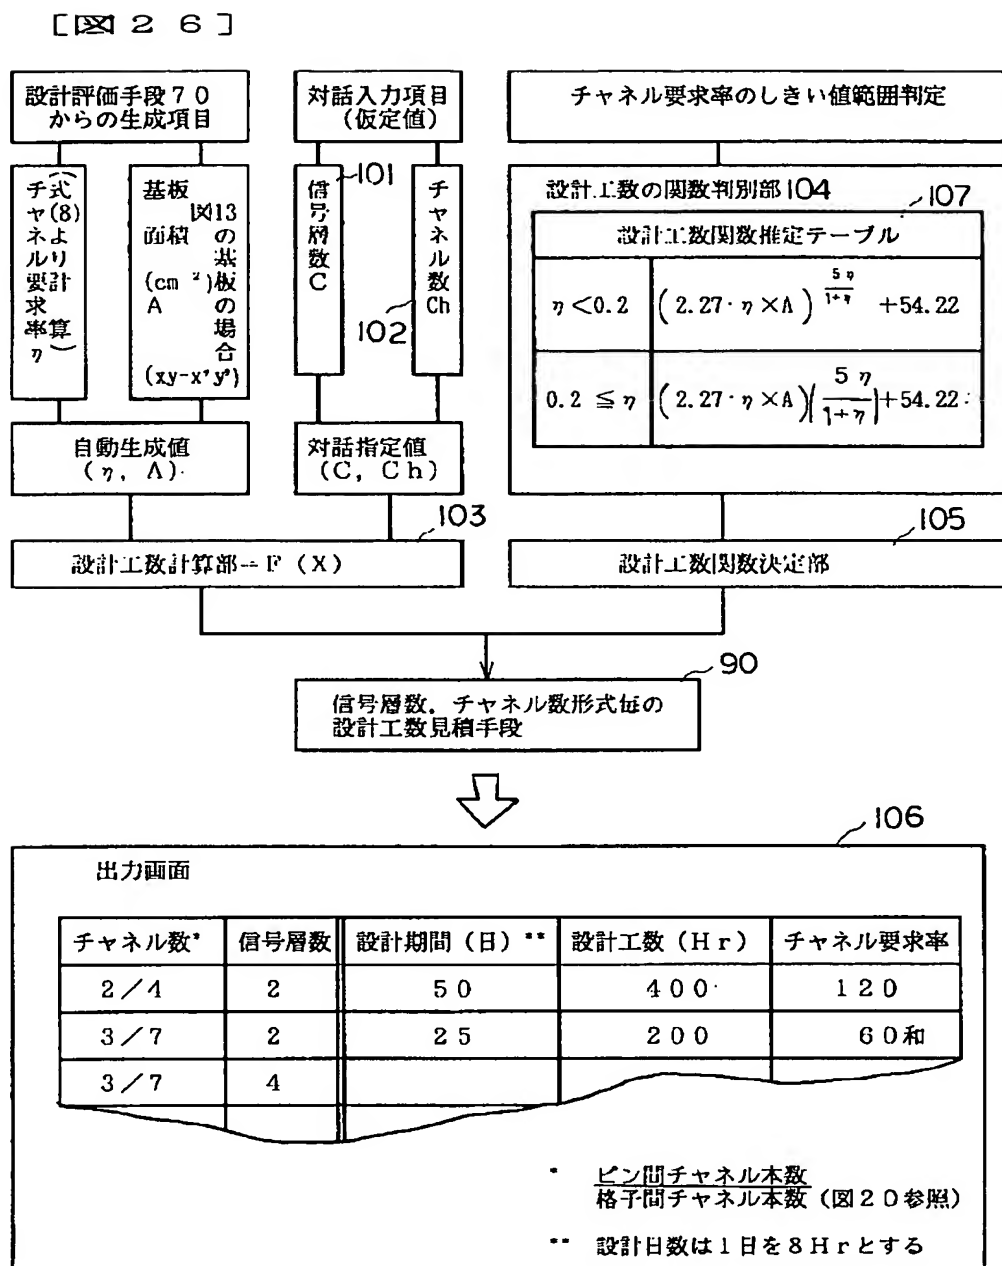 [図２６]
設計評価手段７０
からの生成項目
対話入力項目
(仮定値)
チャネル要求率のしきい値範囲判定
チャネル要求率η
(式(8)より計算)
基板面積(cm²)A
図13の基板の場合
(xy-x'y')
101
信号層数C
チャネル数Ch
102
設計工数の関数判別部104
107
設計工数関数推定テーブル
η<0.2 (2.27·η×A)^(5η/(1+η)) +54.22
0.2≦η (2.27·η×A)(5η/(1+η))+54.22
自動生成値
(η, A)
対話指定値
(C, Ch)
103
設計工数計算部－F (X)
105
設計工数関数決定部
90
信号層数，チャネル数形式毎の
設計工数見積手段
106
出力画面
チャネル数* 信号層数 設計期間（日）** 設計工数（Hr） チャネル要求率
２／４ ２ ５０ ４００ １２０
３／７ ２ ２５ ２００ ６０和
３／７ ４
* ピン間チャネル本数
格子間チャネル本数（図２０参照）
** 設計日数は１日を８Hrとする